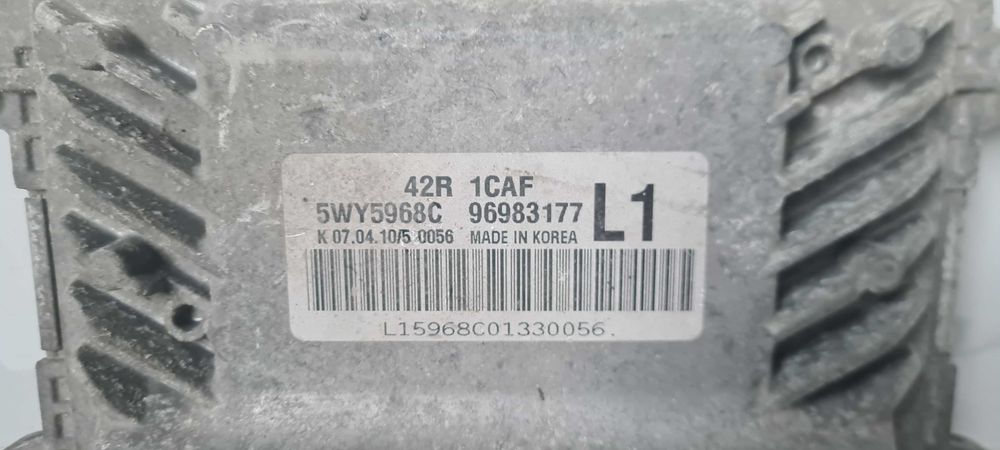 42R 1CAF
5WY5968C 96983177 L1
K 07.04.10/5.0056 MADE IN KOREA
L15968C01330056.